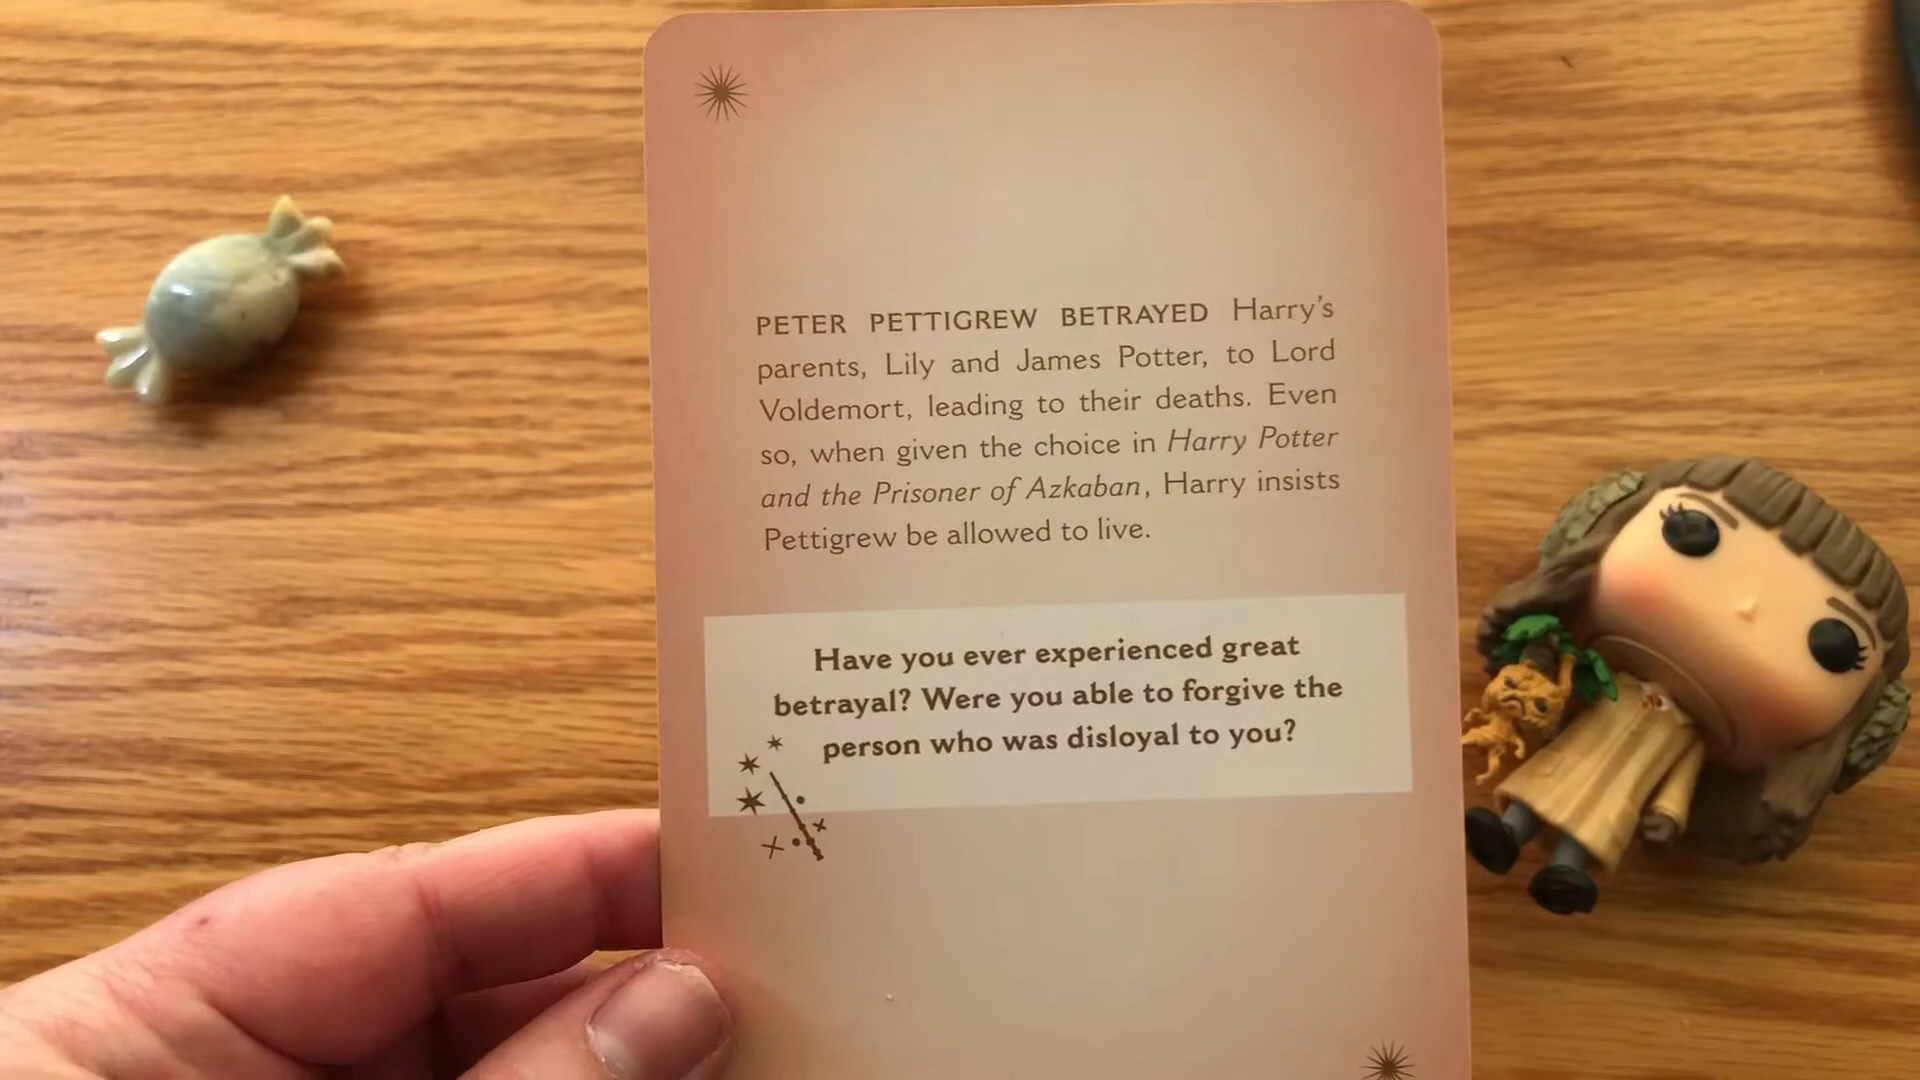 PETER PETTIGREW BETRAYED Harry's
parents, Lily and James Potter, to Lord
Voldemort, leading to their deaths. Even
so, when given the choice in Harry Potter
and the Prisoner of Azkaban, Harry insists
Pettigrew be allowed to live.
Have you ever experienced great
betrayal? Were you able to forgive the
person who was disloyal to you?